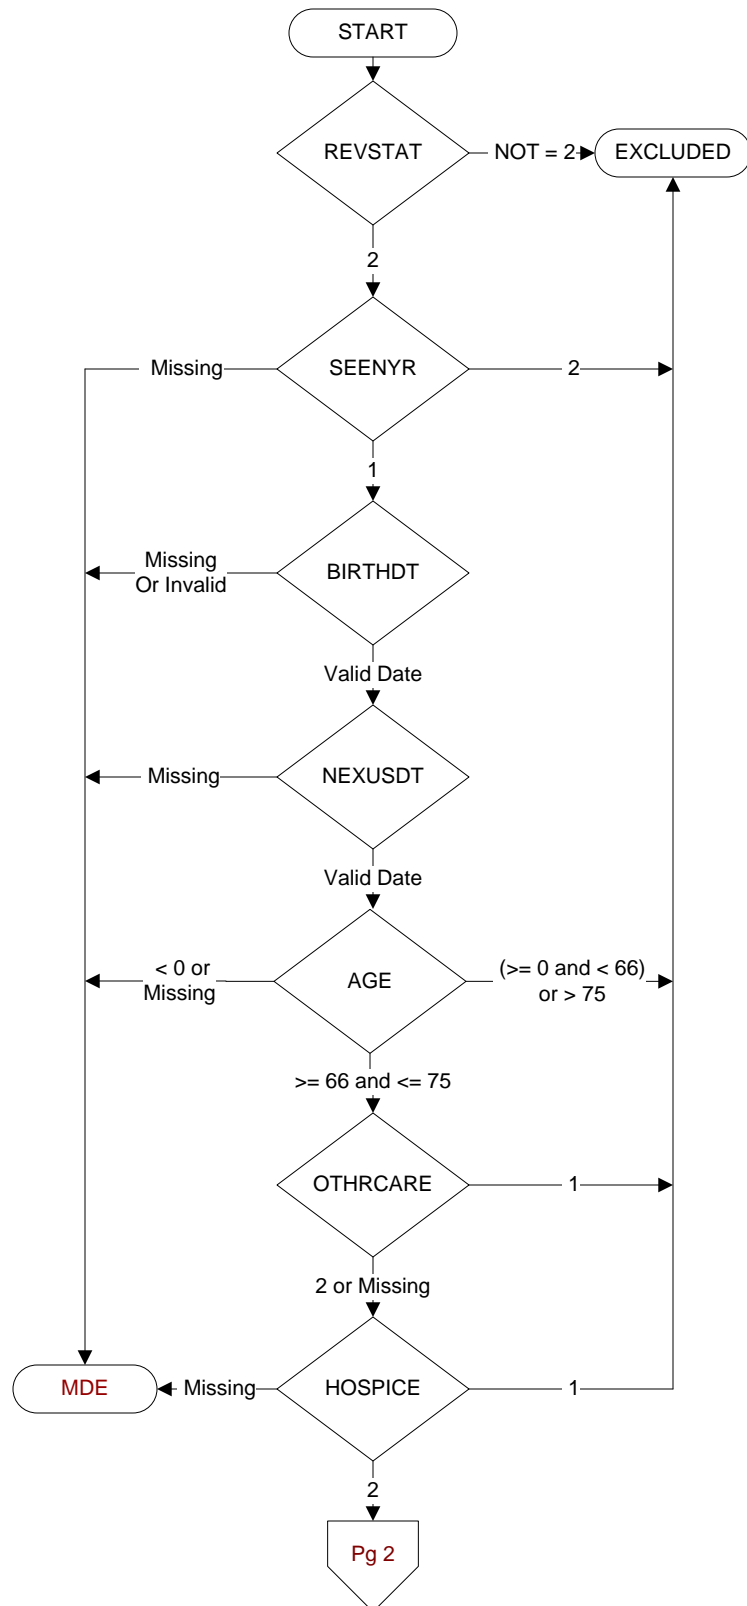 START
REVSTAT
NOT = 2
EXCLUDED
2
Missing
SEENYR
2
1
Missing
Or Invalid
BIRTHDT
Valid Date
Missing
NEXUSDT
Valid Date
< 0 or
Missing
AGE
(>= 0 and < 66)
or > 75
>= 66 and <= 75
OTHRCARE
1
2 or Missing
MDE
Missing
HOSPICE
1
2
Pg 2